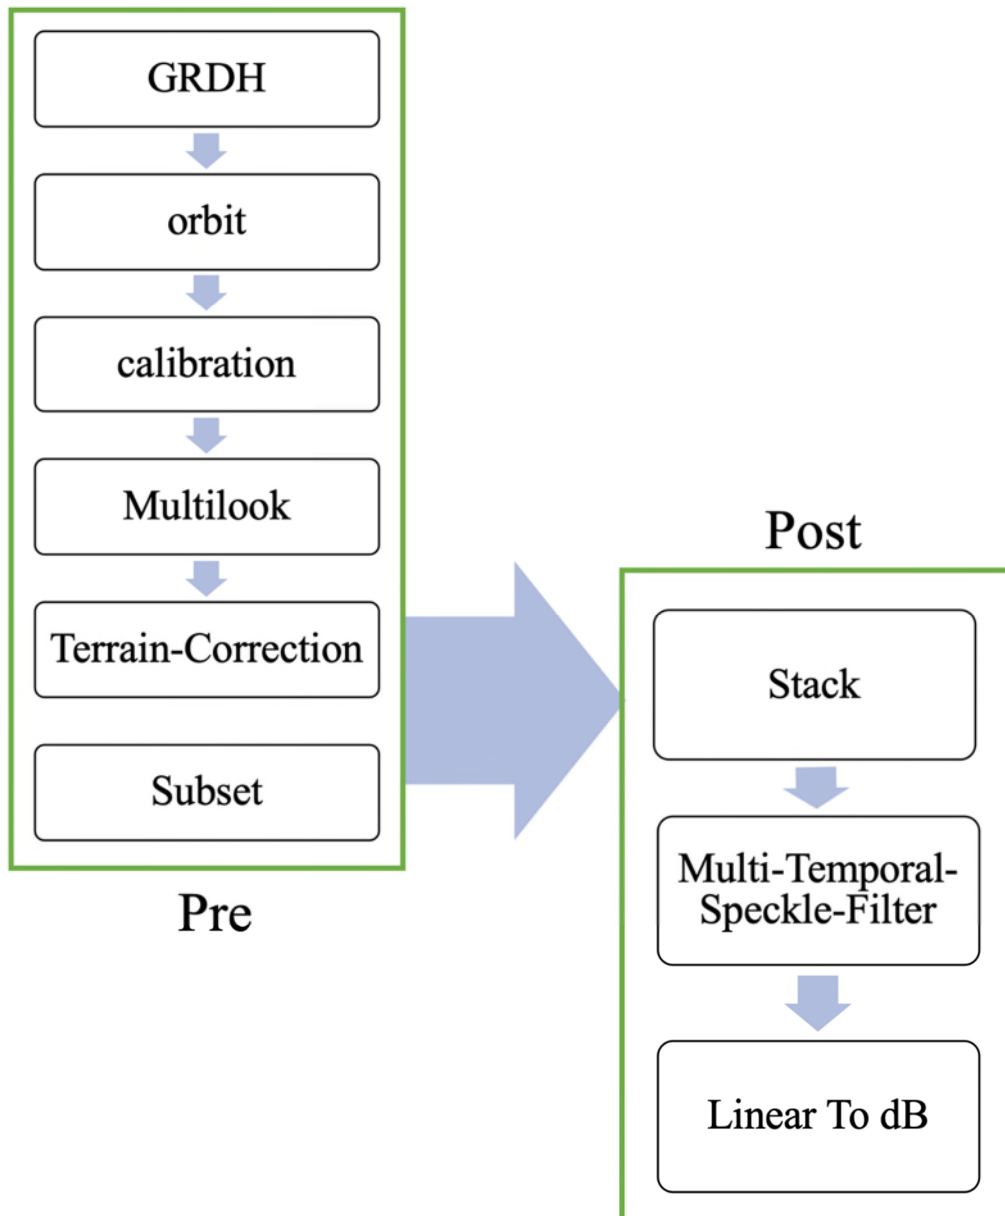 GRDH
orbit
calibration
Multilook
Terrain-Correction
Subset
Pre
Post
Stack
Multi-Temporal-
Speckle-Filter
Linear To dB